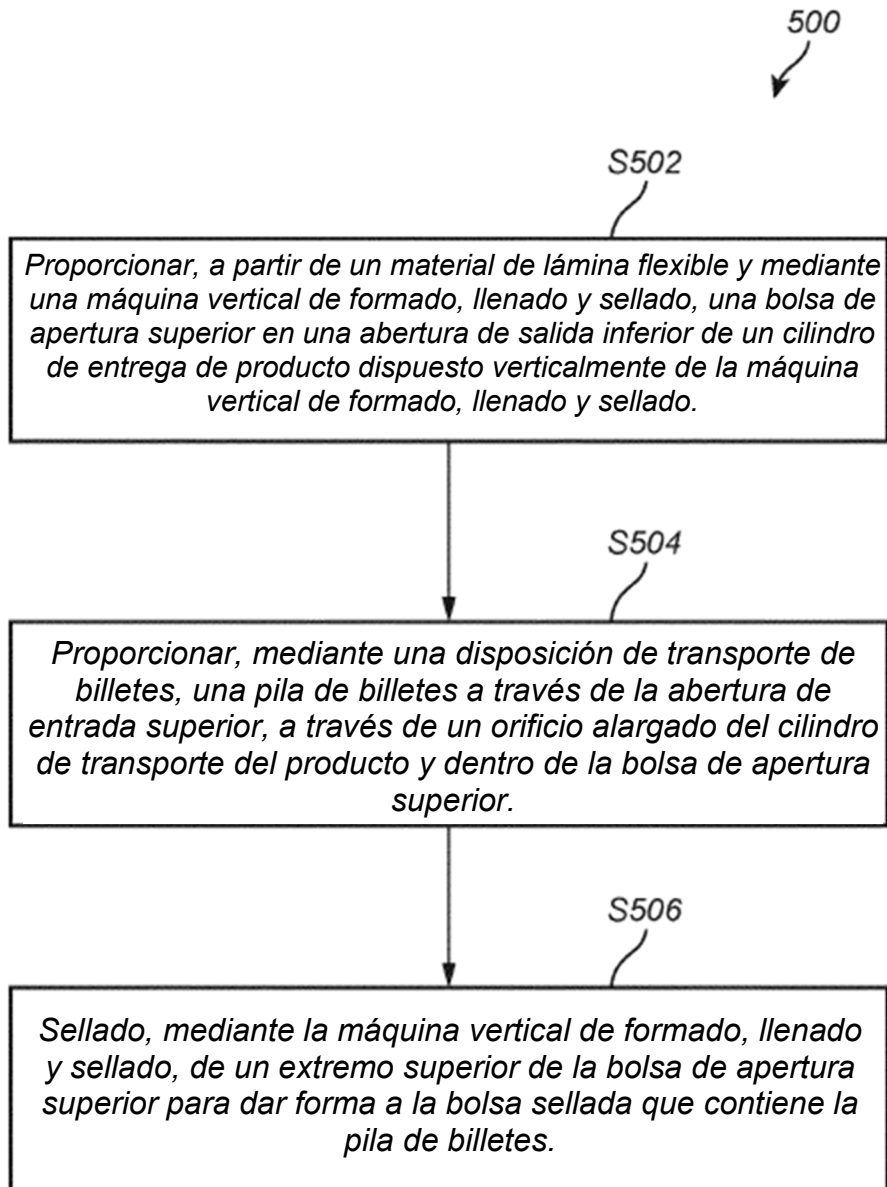 500
S502
Proporcionar, a partir de un material de lámina flexible y mediante
una máquina vertical de formado, llenado y sellado, una bolsa de
apertura superior en una abertura de salida inferior de un cilindro
de entrega de producto dispuesto verticalmente de la máquina
vertical de formado, llenado y sellado.
S504
Proporcionar, mediante una disposición de transporte de
billetes, una pila de billetes a través de la abertura de
entrada superior, a través de un orificio alargado del cilindro
de transporte del producto y dentro de la bolsa de apertura
superior.
S506
Sellado, mediante la máquina vertical de formado, llenado
y sellado, de un extremo superior de la bolsa de apertura
superior para dar forma a la bolsa sellada que contiene la
pila de billetes.